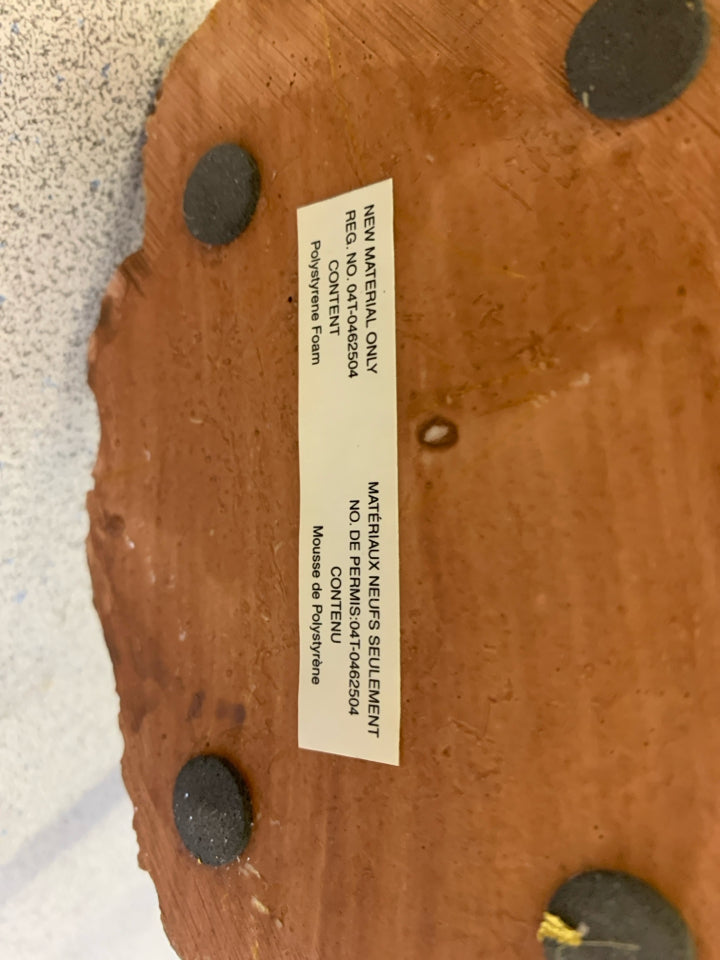 NEW MATERIAL ONLY
REG. NO. 04T-0462504
CONTENT
Polystyrene Foam
MATÉRIAUX NEUFS SEULEMENT
NO. DE PERMIS:04T-0462504
CONTENU
Mousse de Polystyrène